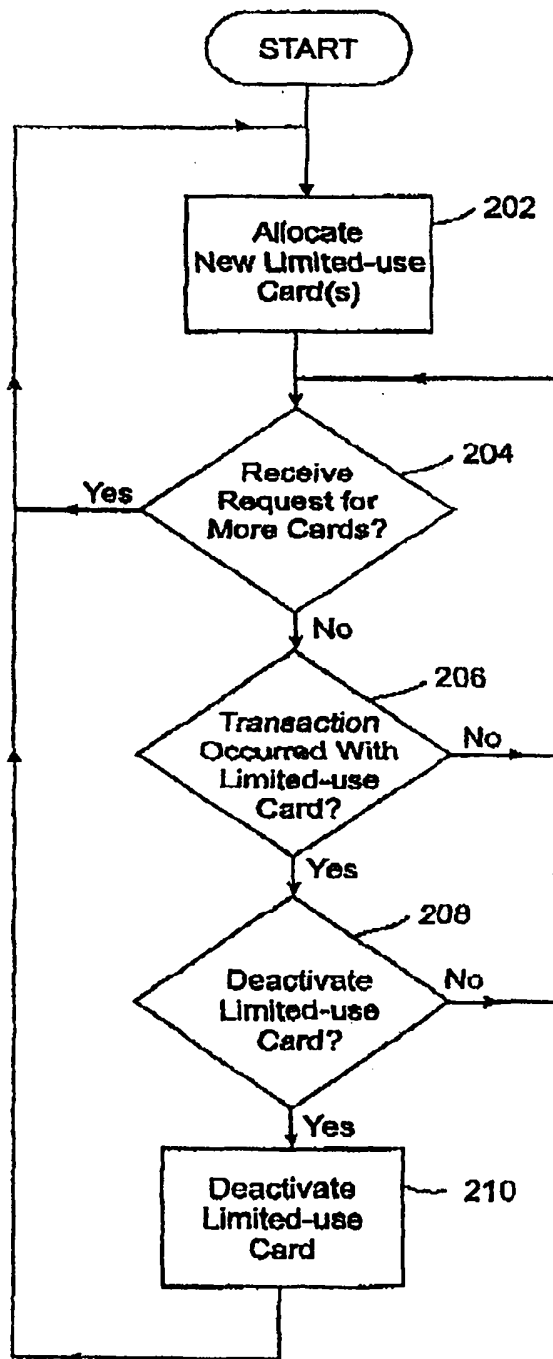 START
202
Allocate
New Limited-use
Card(s)
204
Receive
Request for
More Cards?
Yes
No
206
Transaction
Occurred With
Limited-use
Card?
No
Yes
208
Deactivate
Limited-use
Card?
No
Yes
Deactivate
Limited-use
Card
210